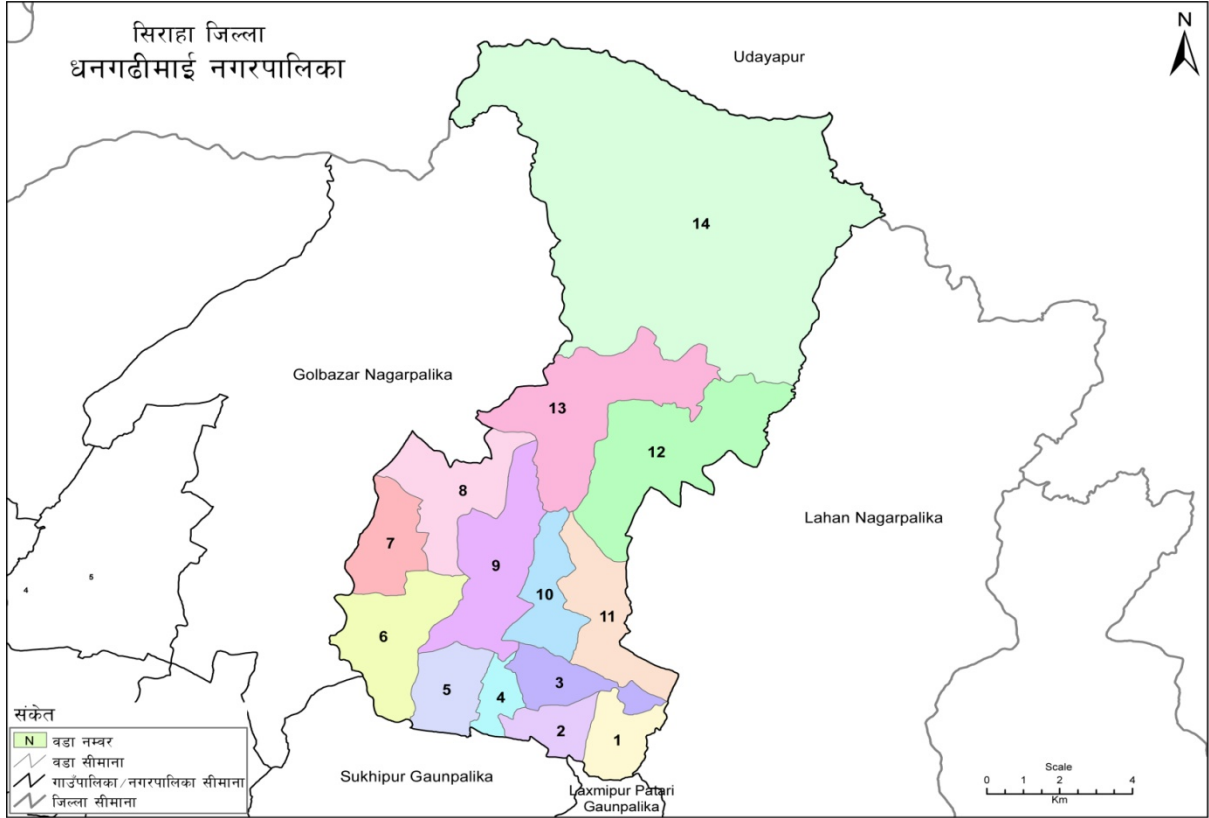 सिराहा जिल्ला
धनगढीमाई नगरपालिका
N
Udayapur
14
Golbazar Nagarpalika
13
12
8
Lahan Nagarpalika
7
9
5
4
10
11
6
3
5
4
2
1
संकेत
N वडा नम्वर
वडा सीमाना
गाउँपालिका/नगरपालिका सीमाना
जिल्ला सीमाना
Sukhipur Gaunpalika
Laxmipur Patari
Gaunpalika
Scale
0 1 2 4
Km